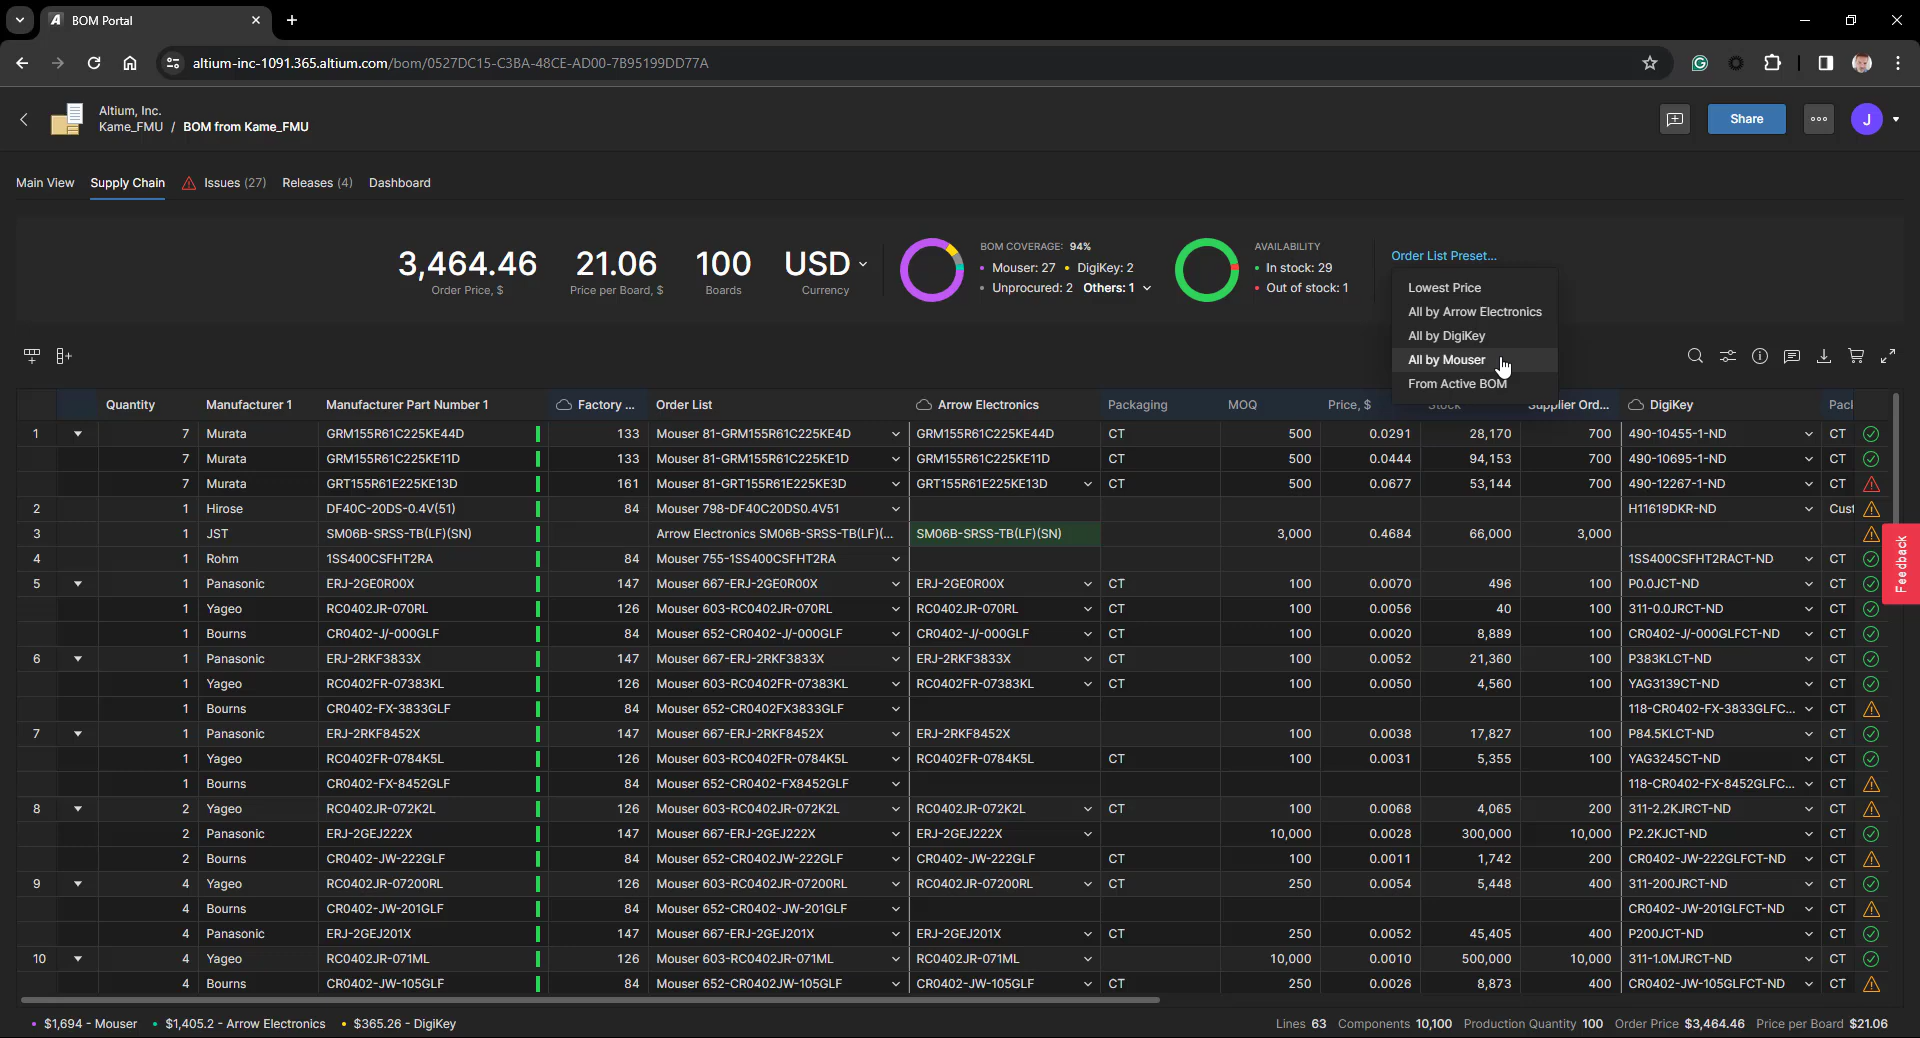 BOM Portal
altium-inc-1091.365.altium.com/bom/0527DC15-C3BA-48CE-AD00-7B95199DD77A
Altium, Inc.
Kame_FMU / BOM from Kame_FMU
Share
J
Main View Supply Chain Issues (27) Releases (4) Dashboard
3,464.46 21.06 100 USD
Order Price, $ Price per Board, $ Boards Currency
BOM COVERAGE: 94%
Mouser: 27 DigiKey: 2
Unprocured: 2 Others: 1
AVAILABILITY
In stock: 29
Out of stock: 1
Order List Preset...
Lowest Price
All by Arrow Electronics
All by DigiKey
All by Mouser
From Active BOM
Quantity Manufacturer 1 Manufacturer Part Number 1 Factory ... Order List Arrow Electronics Packaging MOQ Price, $ Stock Supplier Ord... DigiKey
1 7 Murata GRM155R61C225KE44D 133 Mouser 81-GRM155R61C225KE4D GRM155R61C225KE44D CT 500 0.0291 28,170 700 490-10455-1-ND CT
7 Murata GRM155R61C225KE11D 133 Mouser 81-GRM155R61C225KE1D GRM155R61C225KE11D CT 500 0.0444 94,153 700 490-10695-1-ND CT
7 Murata GRT155R61E225KE13D 161 Mouser 81-GRT155R61E225KE3D GRT155R61E225KE13D CT 500 0.0677 53,144 700 490-12267-1-ND CT
2 1 Hirose DF40C-20DS-0.4V(51) 84 Mouser 798-DF40C20DS0.4V51 H11619DKR-ND Cust
3 1 JST SM06B-SRSS-TB(LF)(SN) Arrow Electronics SM06B-SRSS-TB(LF)(... SM06B-SRSS-TB(LF)(SN) 3,000 0.4684 66,000 3,000
4 1 Rohm 1SS400CSFHT2RA 84 Mouser 755-1SS400CSFHT2RA 1SS400CSFHT2RACT-ND CT
5 1 Panasonic ERJ-2GE0R00X 147 Mouser 667-ERJ-2GE0R00X ERJ-2GE0R00X CT 100 0.0070 496 100 P0.0JCT-ND CT
1 Yageo RC0402JR-070RL 126 Mouser 603-RC0402JR-070RL RC0402JR-070RL CT 100 0.0056 40 100 311-0.0JRCT-ND CT
1 Bourns CR0402-J/-000GLF 84 Mouser 652-CR0402-J/-000GLF CR0402-J/-000GLF CT 100 0.0020 8,889 100 CR0402-J/-000GLFCT-ND CT
6 1 Panasonic ERJ-2RKF3833X 147 Mouser 667-ERJ-2RKF3833X ERJ-2RKF3833X CT 100 0.0052 21,360 100 P383KLCT-ND CT
1 Yageo RC0402FR-07383KL 126 Mouser 603-RC0402FR-07383KL RC0402FR-07383KL CT 100 0.0050 4,560 100 YAG3139CT-ND CT
1 Bourns CR0402-FX-3833GLF 84 Mouser 652-CR0402FX3833GLF 118-CR0402-FX-3833GLFC... CT
7 1 Panasonic ERJ-2RKF8452X 147 Mouser 667-ERJ-2RKF8452X ERJ-2RKF8452X 100 0.0038 17,827 100 P84.5KLCT-ND CT
1 Yageo RC0402FR-0784K5L 126 Mouser 603-RC0402FR-0784K5L RC0402FR-0784K5L CT 100 0.0031 5,355 100 YAG3245CT-ND CT
1 Bourns CR0402-FX-8452GLF 84 Mouser 652-CR0402-FX8452GLF 118-CR0402-FX-8452GLFC... CT
8 2 Yageo RC0402JR-072K2L 126 Mouser 603-RC0402JR-072K2L RC0402JR-072K2L CT 100 0.0068 4,065 200 311-2.2KJRCT-ND CT
2 Panasonic ERJ-2GEJ222X 147 Mouser 667-ERJ-2GEJ222X ERJ-2GEJ222X 10,000 0.0028 300,000 10,000 P2.2KJCT-ND CT
2 Bourns CR0402-JW-222GLF 84 Mouser 652-CR0402JW-222GLF CR0402-JW-222GLF CT 100 0.0011 1,742 200 CR0402-JW-222GLFCT-ND CT
9 4 Yageo RC0402JR-07200RL 126 Mouser 603-RC0402JR-07200RL RC0402JR-07200RL CT 250 0.0054 5,448 400 311-200JRCT-ND CT
4 Bourns CR0402-JW-201GLF 84 Mouser 652-CR0402-JW-201GLF CR0402-JW-201GLFCT-ND CT
4 Panasonic ERJ-2GEJ201X 147 Mouser 667-ERJ-2GEJ201X ERJ-2GEJ201X CT 250 0.0052 45,405 400 P200JCT-ND CT
10 4 Yageo RC0402JR-071ML 126 Mouser 603-RC0402JR-071ML RC0402JR-071ML 10,000 0.0010 500,000 10,000 311-1.0MJRCT-ND CT
4 Bourns CR0402-JW-105GLF 84 Mouser 652-CR0402JW-105GLF CR0402-JW-105GLF CT 250 0.0026 8,873 400 CR0402-JW-105GLFCT-ND CT
Feedback
$1,694 - Mouser $1,405.2 - Arrow Electronics $365.26 - DigiKey Lines 63 Components 10,100 Production Quantity 100 Order Price $3,464.46 Price per Board $21.06